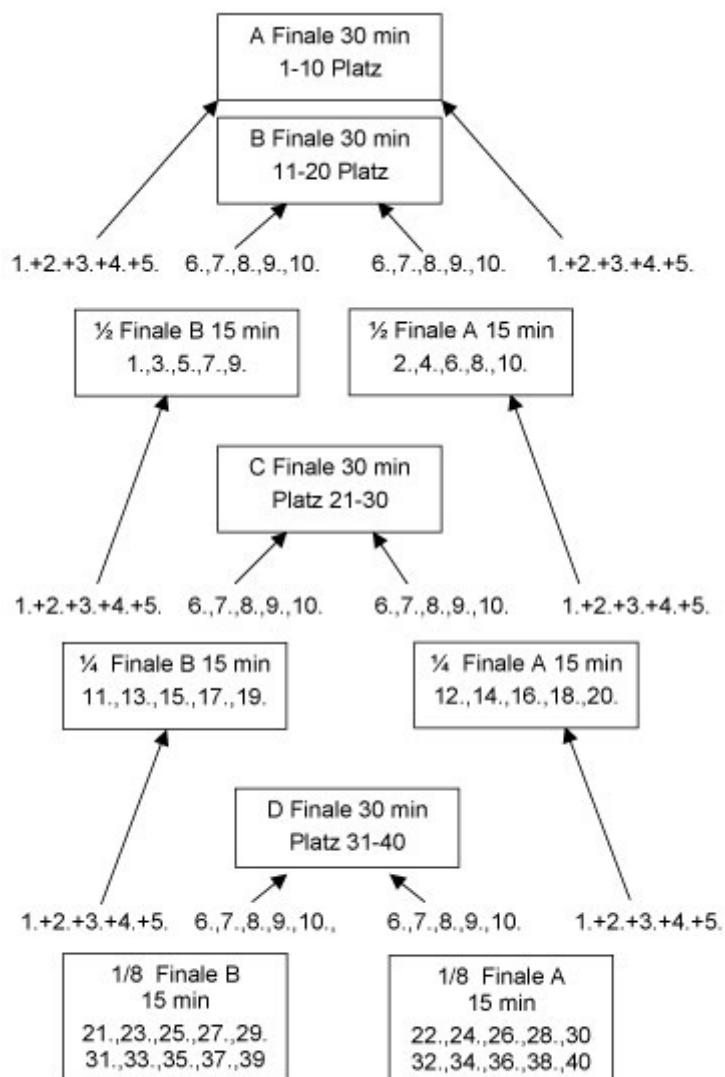 A Finale 30 min
1-10 Platz
B Finale 30 min
11-20 Platz
1.+2.+3.+4.+5. 6.,7.,8.,9.,10. 6.,7.,8.,9.,10. 1.+2.+3.+4.+5.
½ Finale B 15 min
1.,3.,5.,7.,9.
½ Finale A 15 min
2.,4.,6.,8.,10.
C Finale 30 min
Platz 21-30
1.+2.+3.+4.+5. 6.,7.,8.,9.,10. 6.,7.,8.,9.,10. 1.+2.+3.+4.+5.
¼ Finale B 15 min
11.,13.,15.,17.,19.
¼ Finale A 15 min
12.,14.,16.,18.,20.
D Finale 30 min
Platz 31-40
1.+2.+3.+4.+5. 6.,7.,8.,9.,10., 6.,7.,8.,9.,10. 1.+2.+3.+4.+5.
1/8 Finale B
15 min
21.,23.,25.,27.,29.
31.,33.,35.,37.,39
1/8 Finale A
15 min
22.,24.,26.,28.,30
32.,34.,36.,38.,40